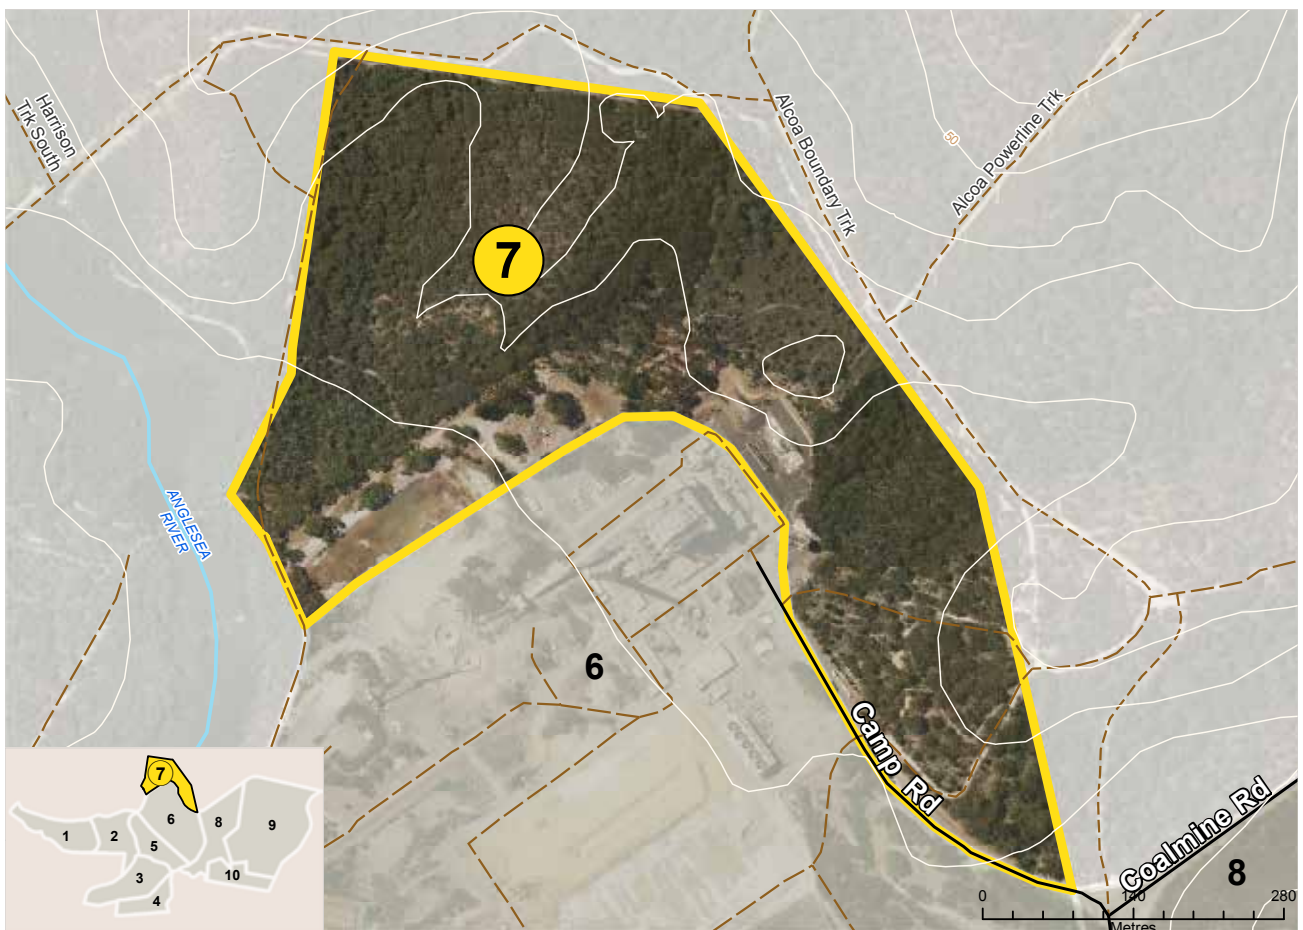 Harrison
Trk South
Alcoa Boundary Trk
Alcoa Powerline Trk
50
7
ANGLESEA
RIVER
6
Camp Rd
Coalmine Rd
8
0
140
280
Metres
7
6
8
9
1
2
5
3
10
4